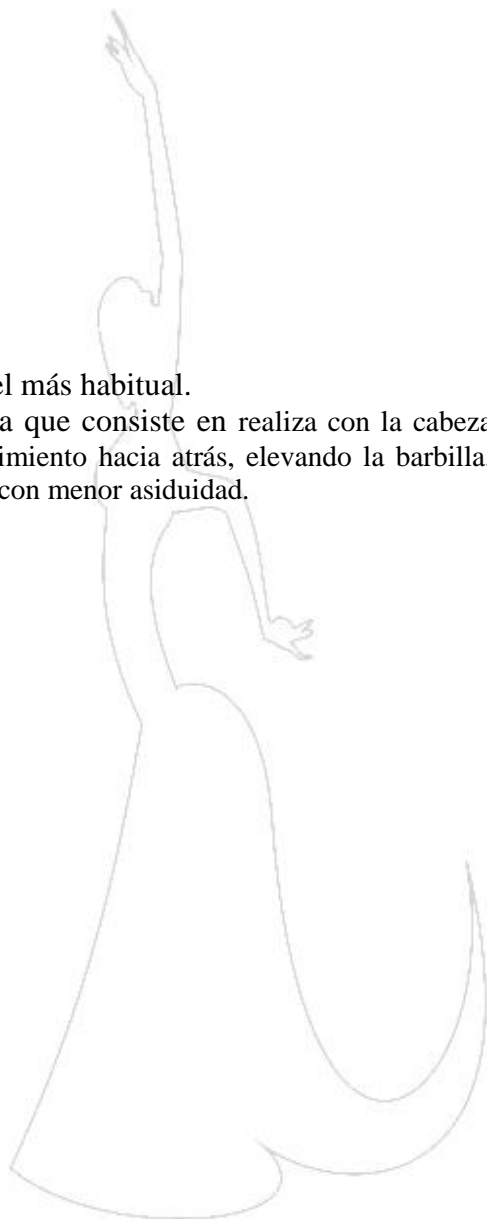 el más habitual.
a que consiste en realiza con la cabeza
imiento hacia atrás, elevando la barbilla.
con menor asiduidad.